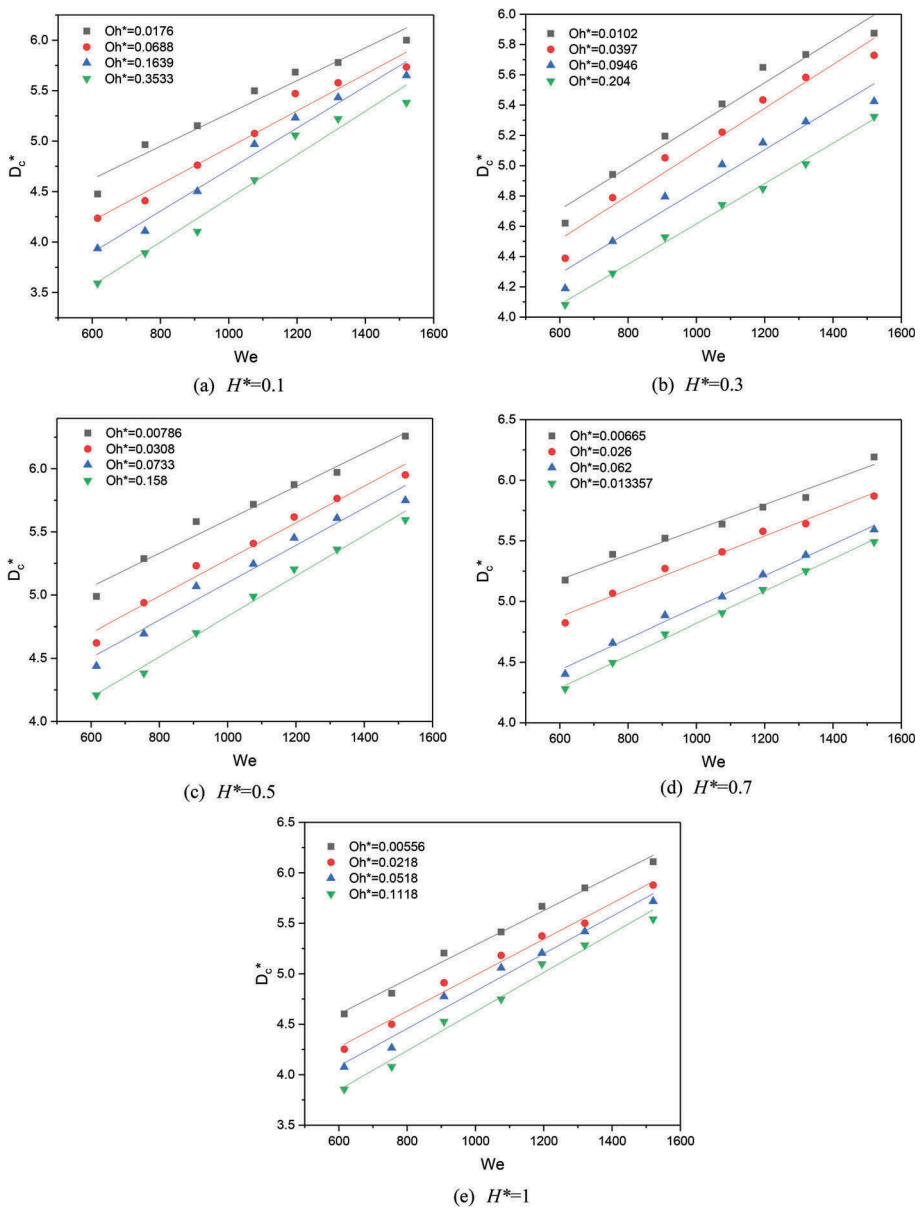 6.0
5.5
5.0
4.5
4.0
3.5
Dc*
Oh*=0.0176
Oh*=0.0688
Oh*=0.1639
Oh*=0.3533
600 800 1000 1200 1400 1600
We
(a) H*=0.1
6.0
5.8
5.6
5.4
5.2
5.0
4.8
4.6
4.4
4.2
4.0
Dc*
Oh*=0.0102
Oh*=0.0397
Oh*=0.0946
Oh*=0.204
600 800 1000 1200 1400 1600
We
(b) H*=0.3
6.0
5.5
5.0
4.5
4.0
Dc*
Oh*=0.00786
Oh*=0.0308
Oh*=0.0733
Oh*=0.158
600 800 1000 1200 1400 1600
We
(c) H*=0.5
6.5
6.0
5.5
5.0
4.5
4.0
Dc*
Oh*=0.00665
Oh*=0.026
Oh*=0.062
Oh*=0.013357
600 800 1000 1200 1400 1600
We
(d) H*=0.7
6.5
6.0
5.5
5.0
4.5
4.0
3.5
Dc*
Oh*=0.00556
Oh*=0.0218
Oh*=0.0518
Oh*=0.1118
600 800 1000 1200 1400 1600
We
(e) H*=1